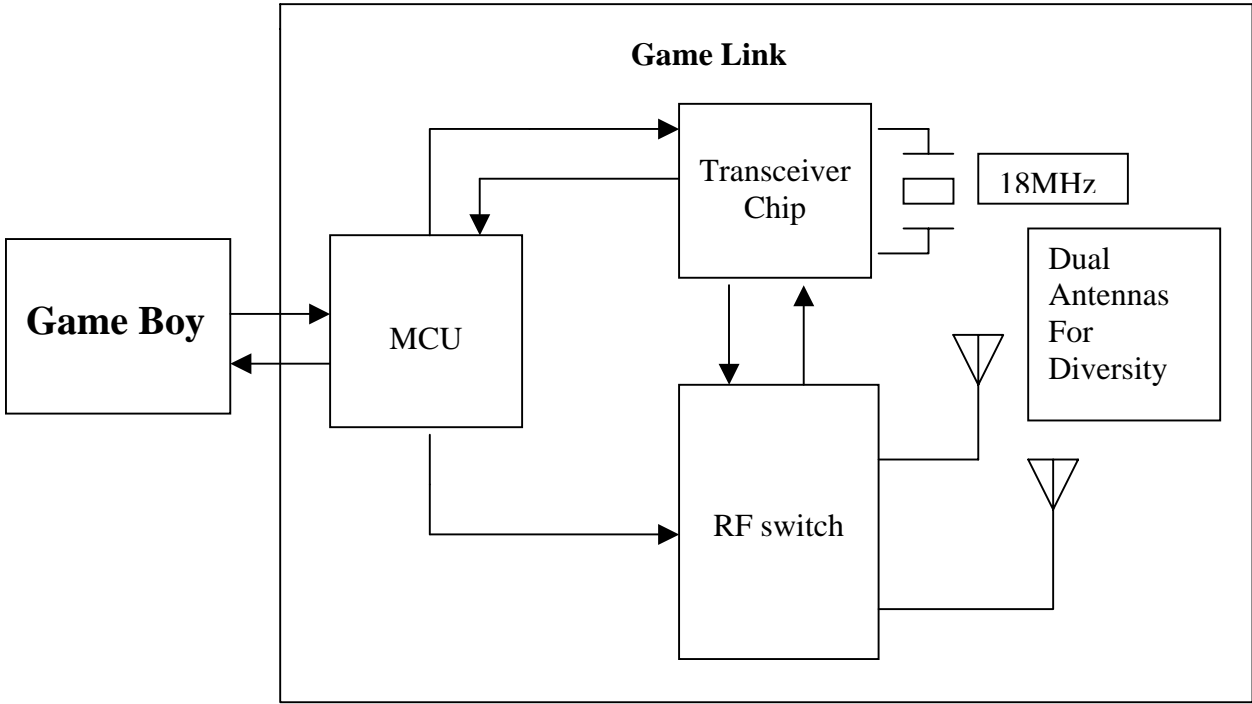 Game Link
Transceiver
Chip
18MHz
Dual
Antennas
For
Diversity
Game Boy
MCU
RF switch